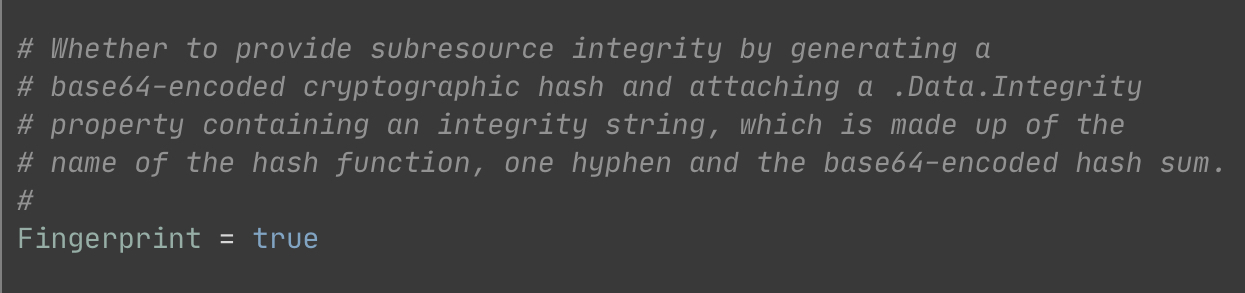 # Whether to provide subresource integrity by generating a
# base64-encoded cryptographic hash and attaching a .Data.Integrity
# property containing an integrity string, which is made up of the
# name of the hash function, one hyphen and the base64-encoded hash sum.
#
Fingerprint = true